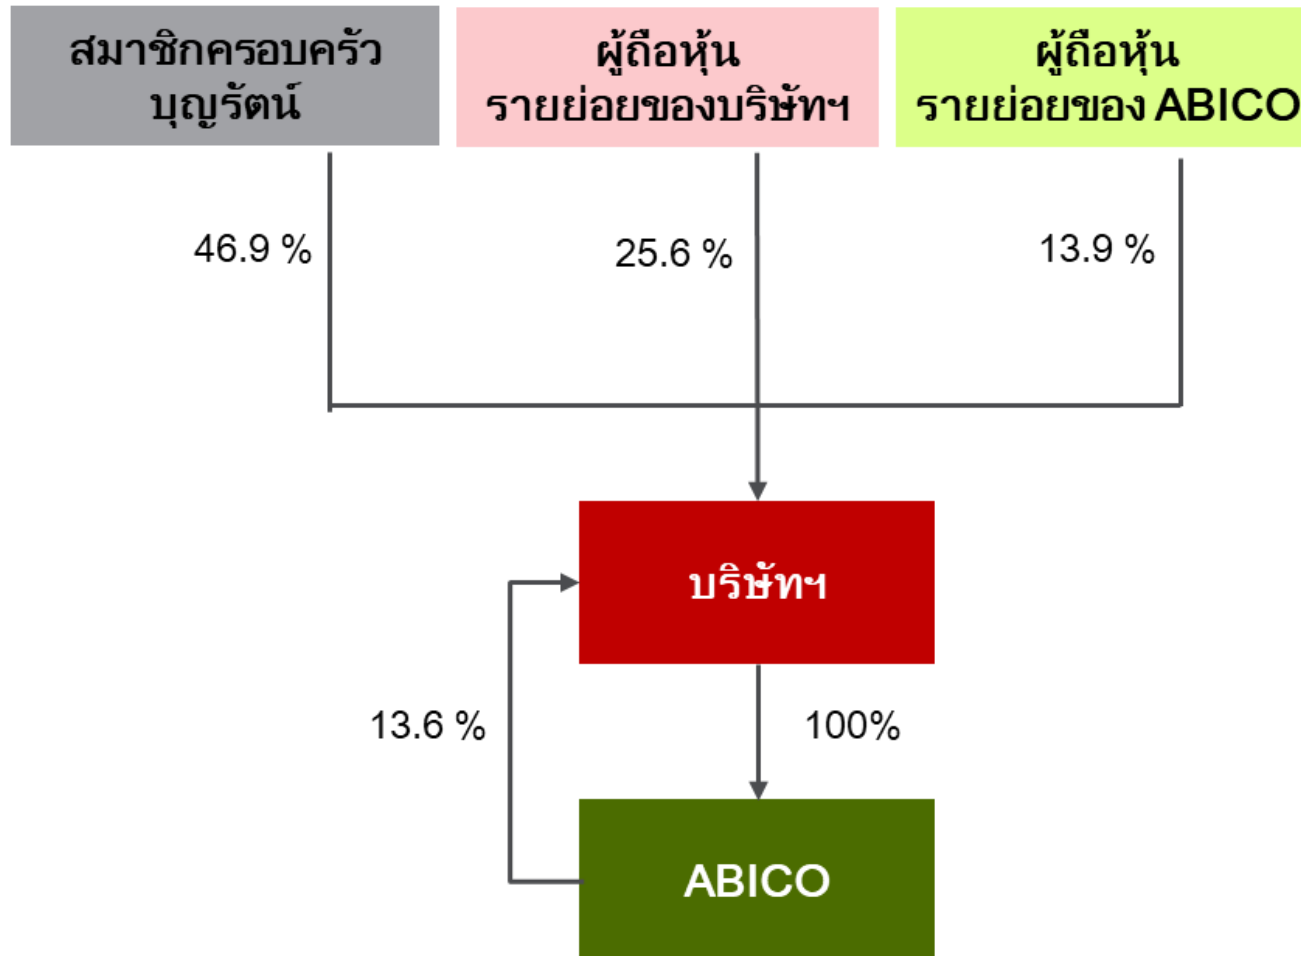 สมาชิกครอบครัว
บุญรัตน์
ผู้ถือหุ้น
รายย่อยของบริษัทฯ
ผู้ถือหุ้น
รายย่อยของ ABICO
46.9 %
25.6 %
13.9 %
บริษัทฯ
13.6 %
100%
ABICO